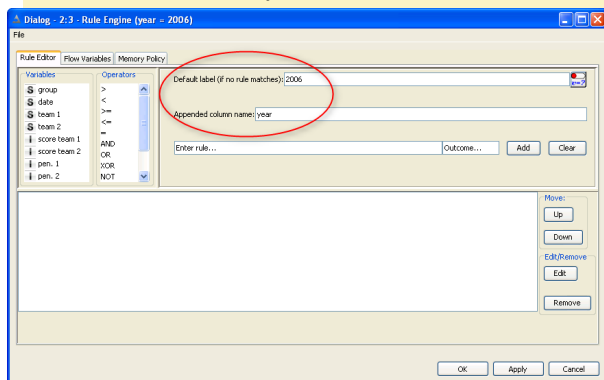 Dialog - 2:3 - Rule Engine (year = 2006)
File
Rule Editor Flow Variables Memory Policy
Variables
S group
S date
S team 1
S team 2
i score team 1
i score team 2
i pen. 1
i pen. 2
Operators
>
<
>=
<=
=
AND
OR
XOR
NOT
Default label (if no rule matches): 2006
Appended column name: year
Enter rule... Outcome... Add Clear
Move:
Up
Down
Edit/Remove
Edit
Remove
OK Apply Cancel